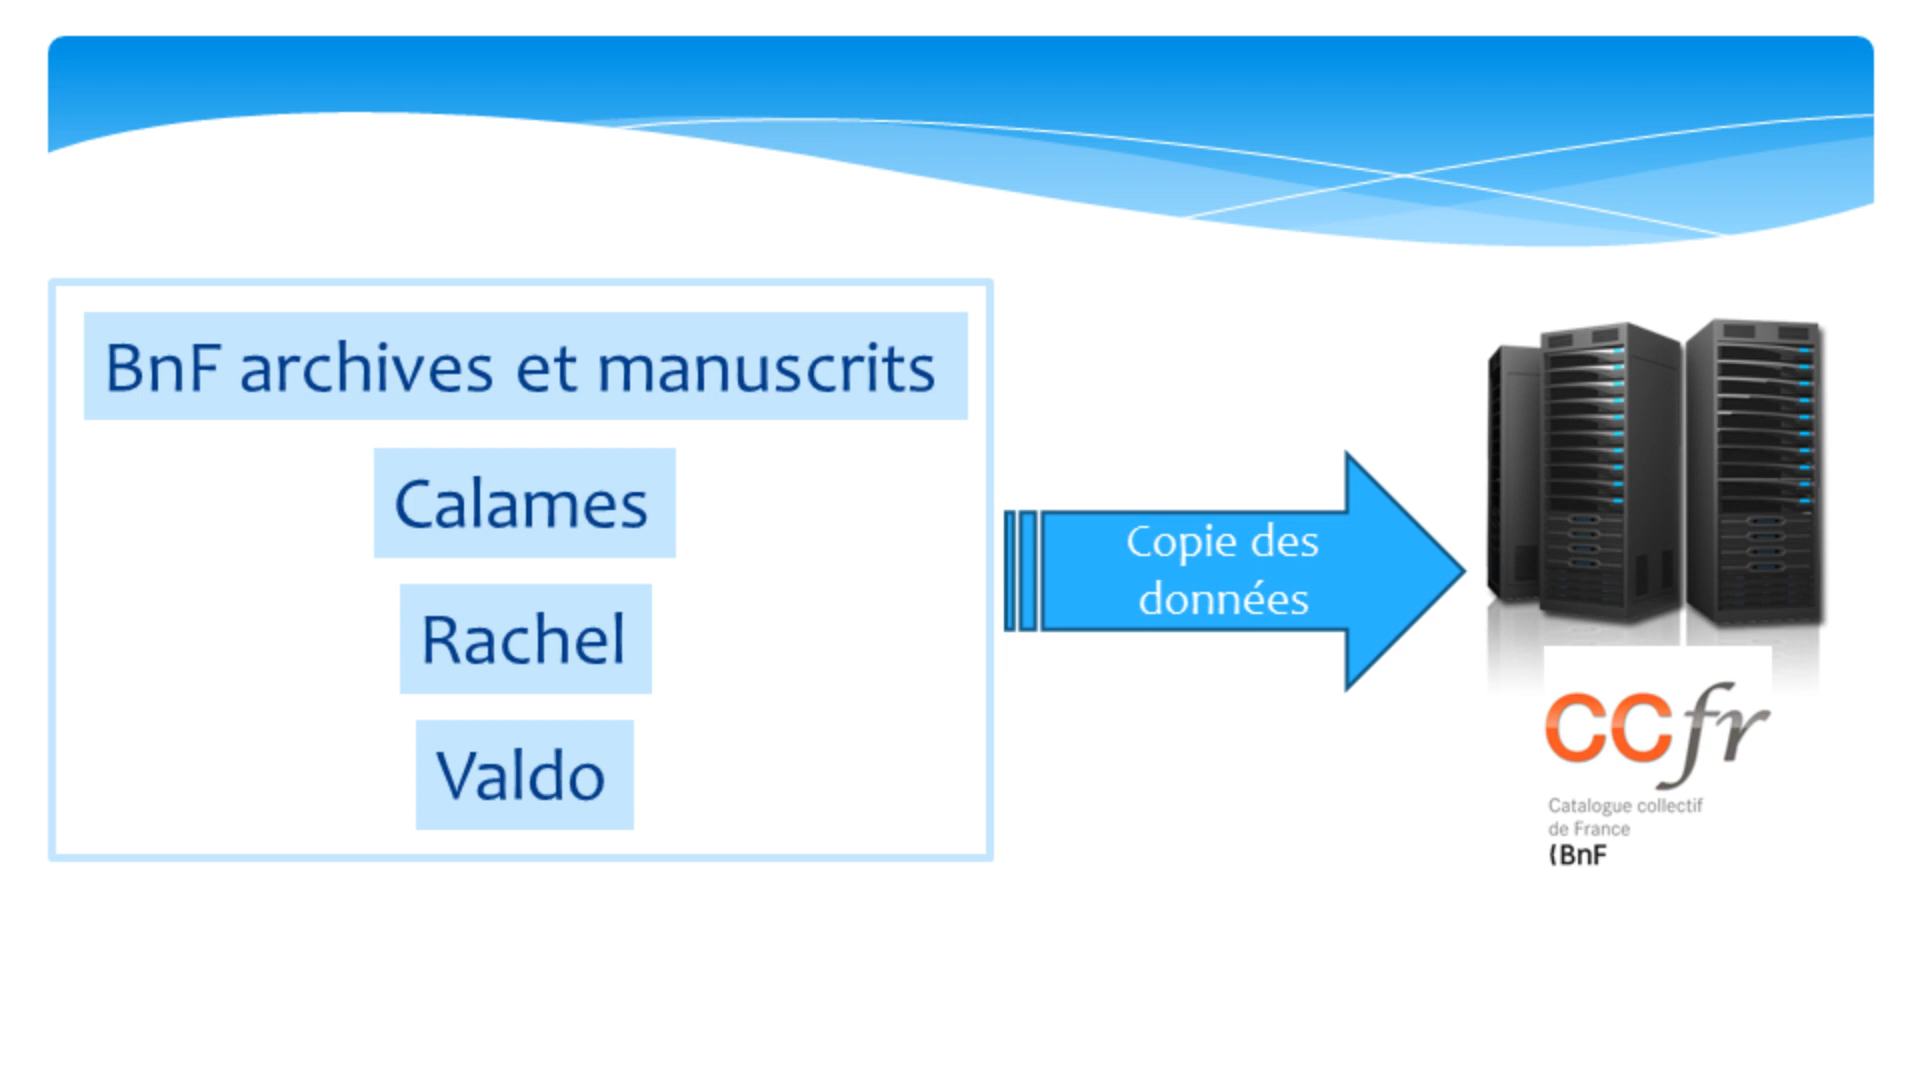 BnF archives et manuscrits
Calames
Rachel
Valdo
Copie des
données
CCfr
Catalogue collectif
de France
(BnF